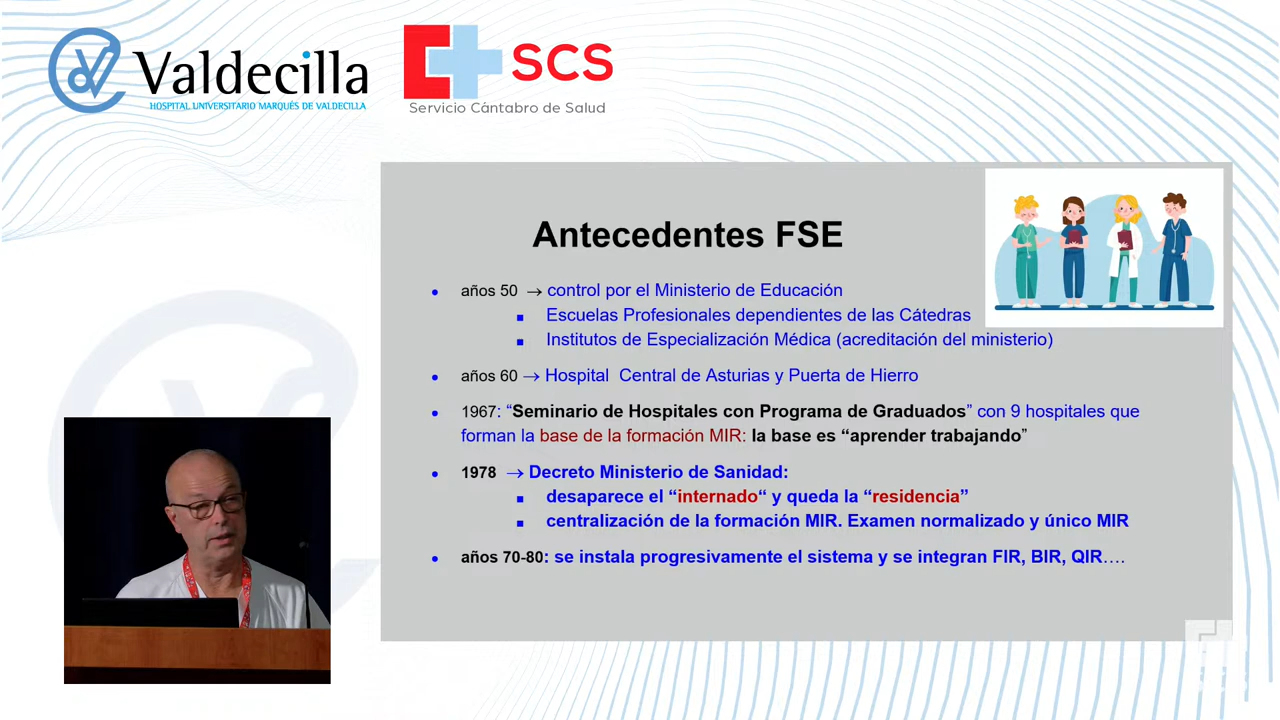 Valdecilla
HOSPITAL UNIVERSITARIO MARQUÉS DE VALDECILLA
SCS
Servicio Cántabro de Salud
Antecedentes FSE
años 50 → control por el Ministerio de Educación
Escuelas Profesionales dependientes de las Cátedras
Institutos de Especialización Médica (acreditación del ministerio)
años 60 → Hospital Central de Asturias y Puerta de Hierro
1967: “Seminario de Hospitales con Programa de Graduados” con 9 hospitales que
forman la base de la formación MIR: la base es “aprender trabajando”
1978 → Decreto Ministerio de Sanidad:
desaparece el “internado“ y queda la “residencia”
centralización de la formación MIR. Examen normalizado y único MIR
años 70-80: se instala progresivamente el sistema y se integran FIR, BIR, QIR….